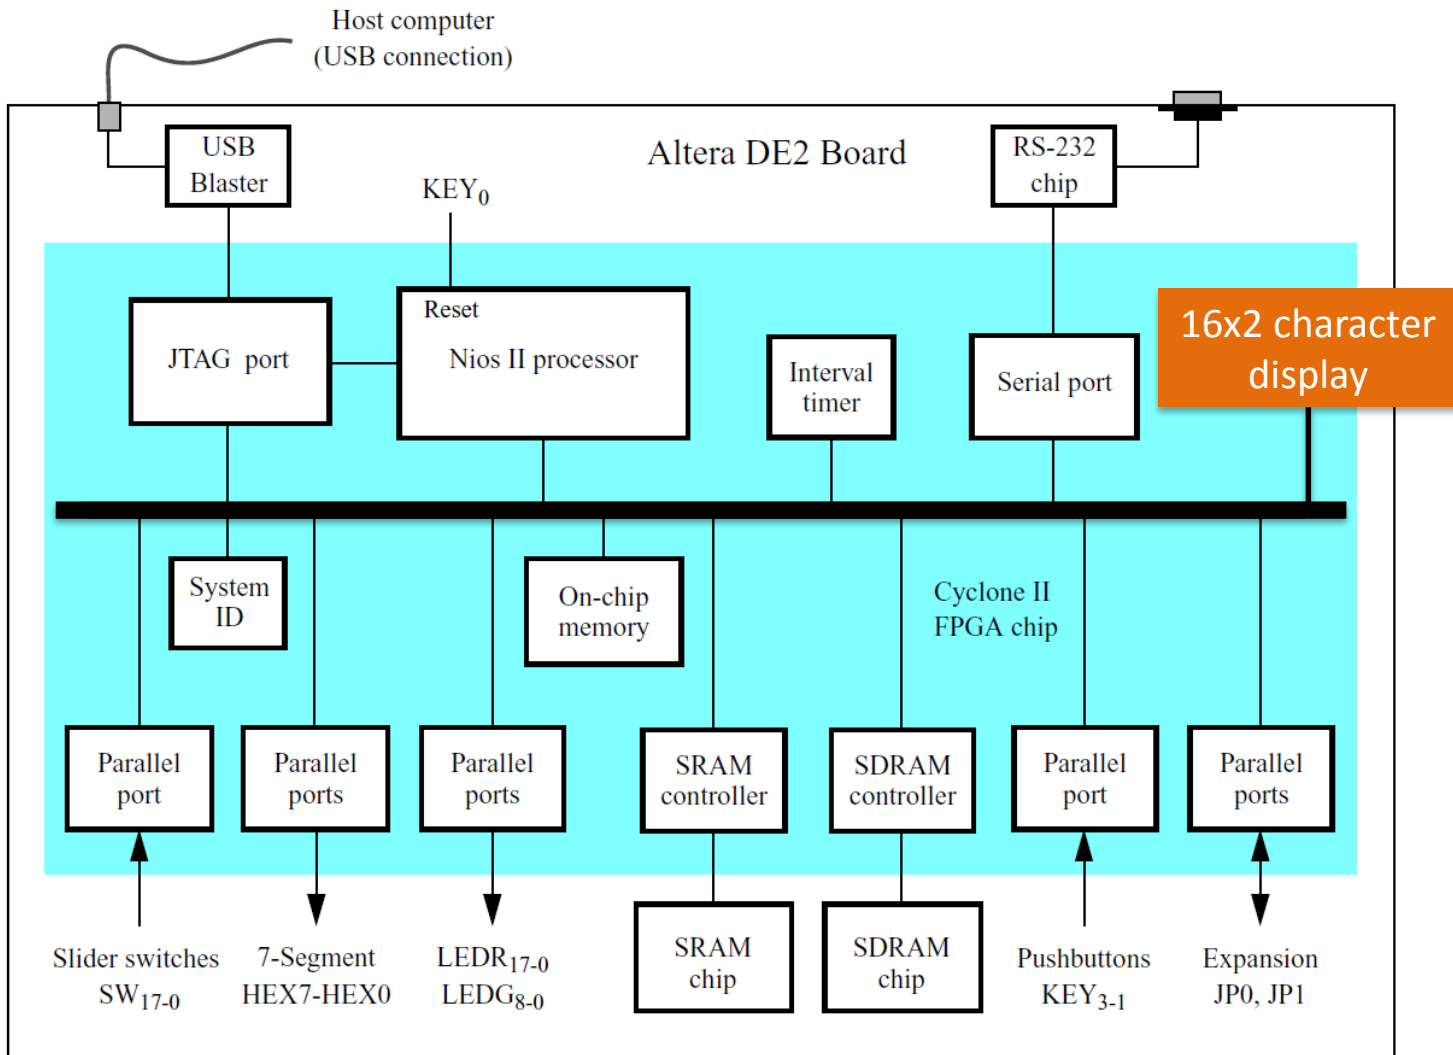 Host computer
(USB connection)
USB
Blaster
Altera DE2 Board
RS-232
chip
KEY0
Reset
JTAG port
Nios II processor
Interval
timer
Serial port
16x2 character
display
System
ID
On-chip
memory
Cyclone II
FPGA chip
Parallel
port
Parallel
ports
Parallel
ports
SRAM
controller
SDRAM
controller
Parallel
port
Parallel
ports
Slider switches
SW17-0
7-Segment
HEX7-HEX0
LEDR17-0
LEDG8-0
SRAM
chip
SDRAM
chip
Pushbuttons
KEY3-1
Expansion
JP0, JP1